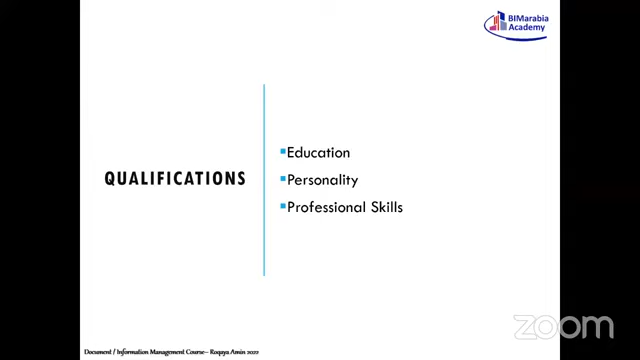 BIMarabia
Academy
QUALIFICATIONS
Education
Personality
Professional Skills
Document / Information Management Course– Roqaya Amin 2022
zoom